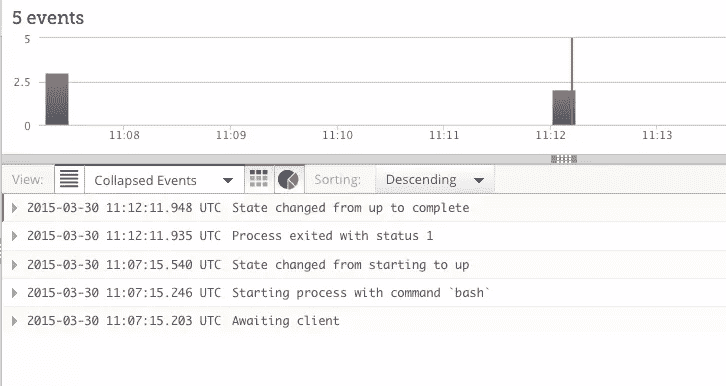 5 events
5
2.5
0
11:08 11:09 11:10 11:11 11:12 11:13
View: Collapsed Events Sorting: Descending
2015-03-30 11:12:11.948 UTC State changed from up to complete
2015-03-30 11:12:11.935 UTC Process exited with status 1
2015-03-30 11:07:15.540 UTC State changed from starting to up
2015-03-30 11:07:15.246 UTC Starting process with command `bash`
2015-03-30 11:07:15.203 UTC Awaiting client